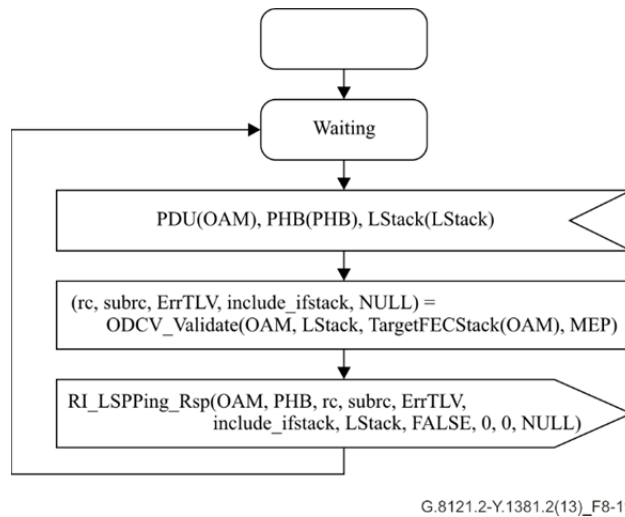 Waiting
PDU(OAM), PHB(PHB), LStack(LStack)
(rc, subrc, ErrTLV, include_ifstack, NULL) =
ODCV_Validate(OAM, LStack, TargetFECStack(OAM), MEP)
RI_LSPPing_Rsp(OAM, PHB, rc, subrc, ErrTLV,
include_ifstack, LStack, FALSE, 0, 0, NULL)
G.8121.2-Y.1381.2(13)_F8-1